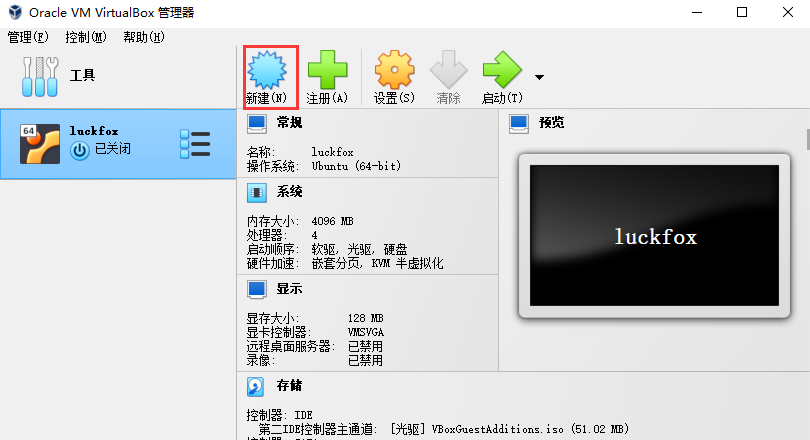 Oracle VM VirtualBox 管理器
管理(F) 控制(M) 帮助(H)
工具
新建(N) 注册(A) 设置(S) 清除 启动(T)
64
luckfox
已关闭
常规
名称: luckfox
操作系统: Ubuntu (64-bit)
系统
内存大小: 4096 MB
处理器: 4
启动顺序: 软驱, 光驱, 硬盘
硬件加速: 嵌套分页, KVM 半虚拟化
显示
显存大小: 128 MB
显卡控制器: VMSVGA
远程桌面服务器: 已禁用
录像: 已禁用
存储
控制器: IDE
第二IDE控制器主通道: [光驱] VBoxGuestAdditions.iso (51.02 MB)
预览
luckfox